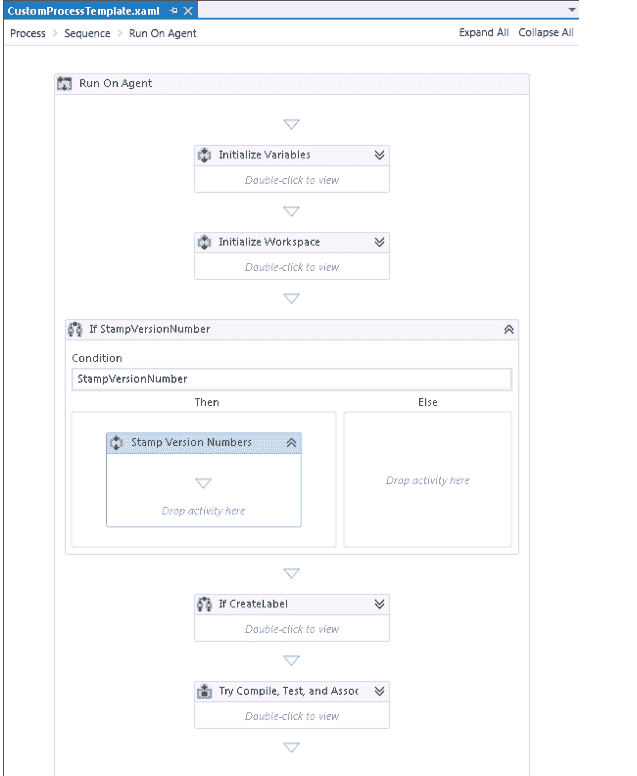 CustomProcessTemplate.xaml
Process > Sequence > Run On Agent Expand All Collapse All
Run On Agent
Initialize Variables
Double-click to view
Initialize Workspace
Double-click to view
If StampVersionNumber
Condition
StampVersionNumber
Then Else
Stamp Version Numbers
Drop activity here
Drop activity here
If CreateLabel
Double-click to view
Try Compile, Test, and Assoc
Double-click to view